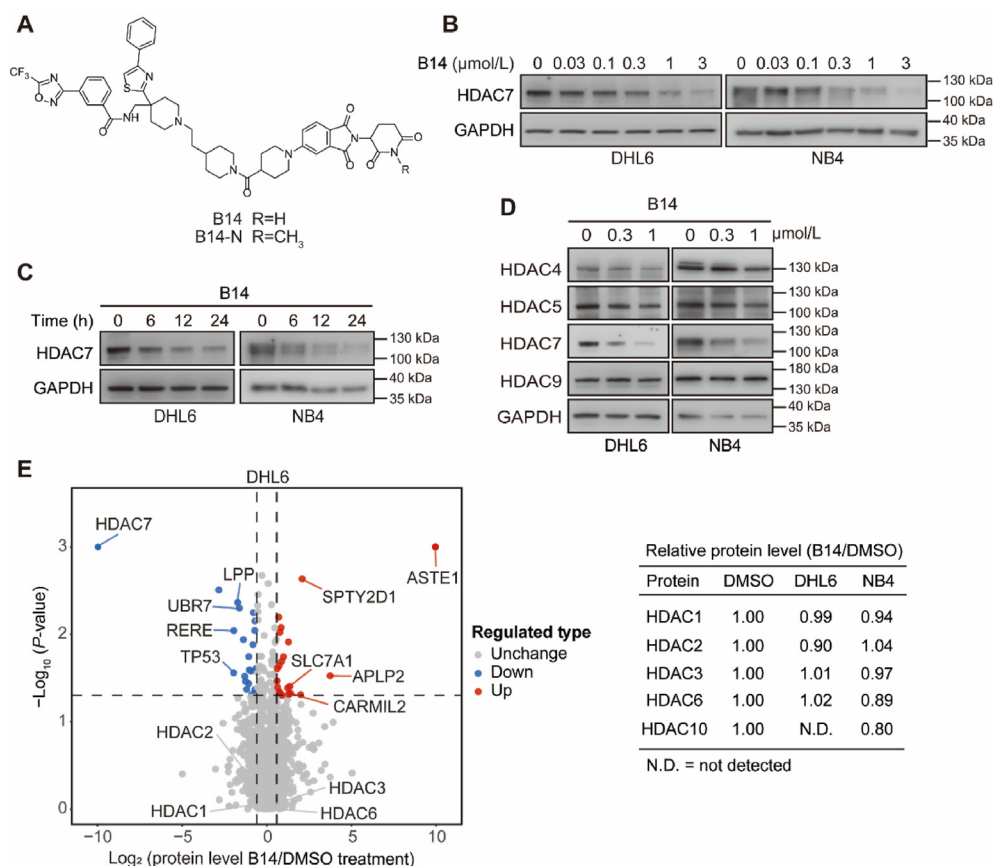 A
CF₃
N
O
N
N
S
O
NH
N
N
O
N
O
N
O
O
N
O
R
B14 R=H
B14-N R=CH₃
B
B14 (μmol/L) 0 0.03 0.1 0.3 1 3 0 0.03 0.1 0.3 1 3
HDAC7
130 kDa
100 kDa
GAPDH
40 kDa
35 kDa
DHL6 NB4
C
B14
Time (h) 0 6 12 24 0 6 12 24
HDAC7
130 kDa
100 kDa
GAPDH
40 kDa
35 kDa
DHL6 NB4
D
B14
0 0.3 1 0 0.3 1 μmol/L
HDAC4
130 kDa
HDAC5
130 kDa
100 kDa
HDAC7
130 kDa
100 kDa
HDAC9
180 kDa
130 kDa
GAPDH
40 kDa
35 kDa
DHL6 NB4
E
DHL6
HDAC7
ASTE1
SPTY2D1
LPP
UBR7
RERE
TP53
SLC7A1
APLP2
CARMIL2
HDAC2
HDAC3
HDAC1
HDAC6
3
2
1
0
−Log₁₀ (P-value)
−10 −5 0 5 10
Log₂ (protein level B14/DMSO treatment)
Regulated type
Unchange
Down
Up
Relative protein level (B14/DMSO)
Protein DMSO DHL6 NB4
HDAC1 1.00 0.99 0.94
HDAC2 1.00 0.90 1.04
HDAC3 1.00 1.01 0.97
HDAC6 1.00 1.02 0.89
HDAC10 1.00 N.D. 0.80
N.D. = not detected